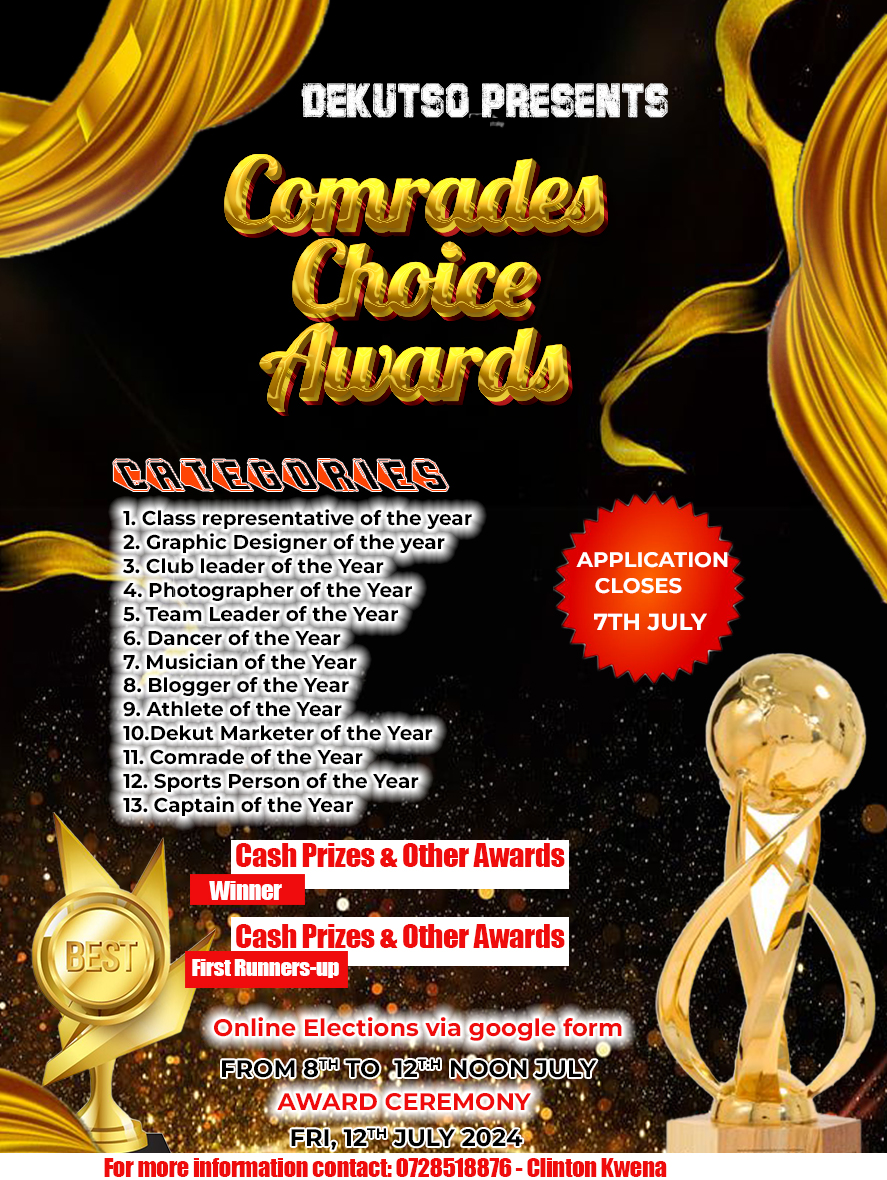 DEKUTSO PRESENTS
Comrades
Choice
Awards
CATEGORIES
1. Class representative of the year
2. Graphic Designer of the year
3. Club leader of the Year
4. Photographer of the Year
5. Team Leader of the Year
6. Dancer of the Year
7. Musician of the Year
8. Blogger of the Year
9. Athlete of the Year
10.Dekut Marketer of the Year
11. Comrade of the Year
12. Sports Person of the Year
13. Captain of the Year
APPLICATION
CLOSES
7TH JULY
Cash Prizes & Other Awards
Winner
Cash Prizes & Other Awards
First Runners-up
BEST
Online Elections via google form
FROM 8TH TO 12T:H NOON JULY
AWARD CEREMONY
FRI, 12TH JULY 2024
For more information contact: 0728518876 - Clinton Kwena